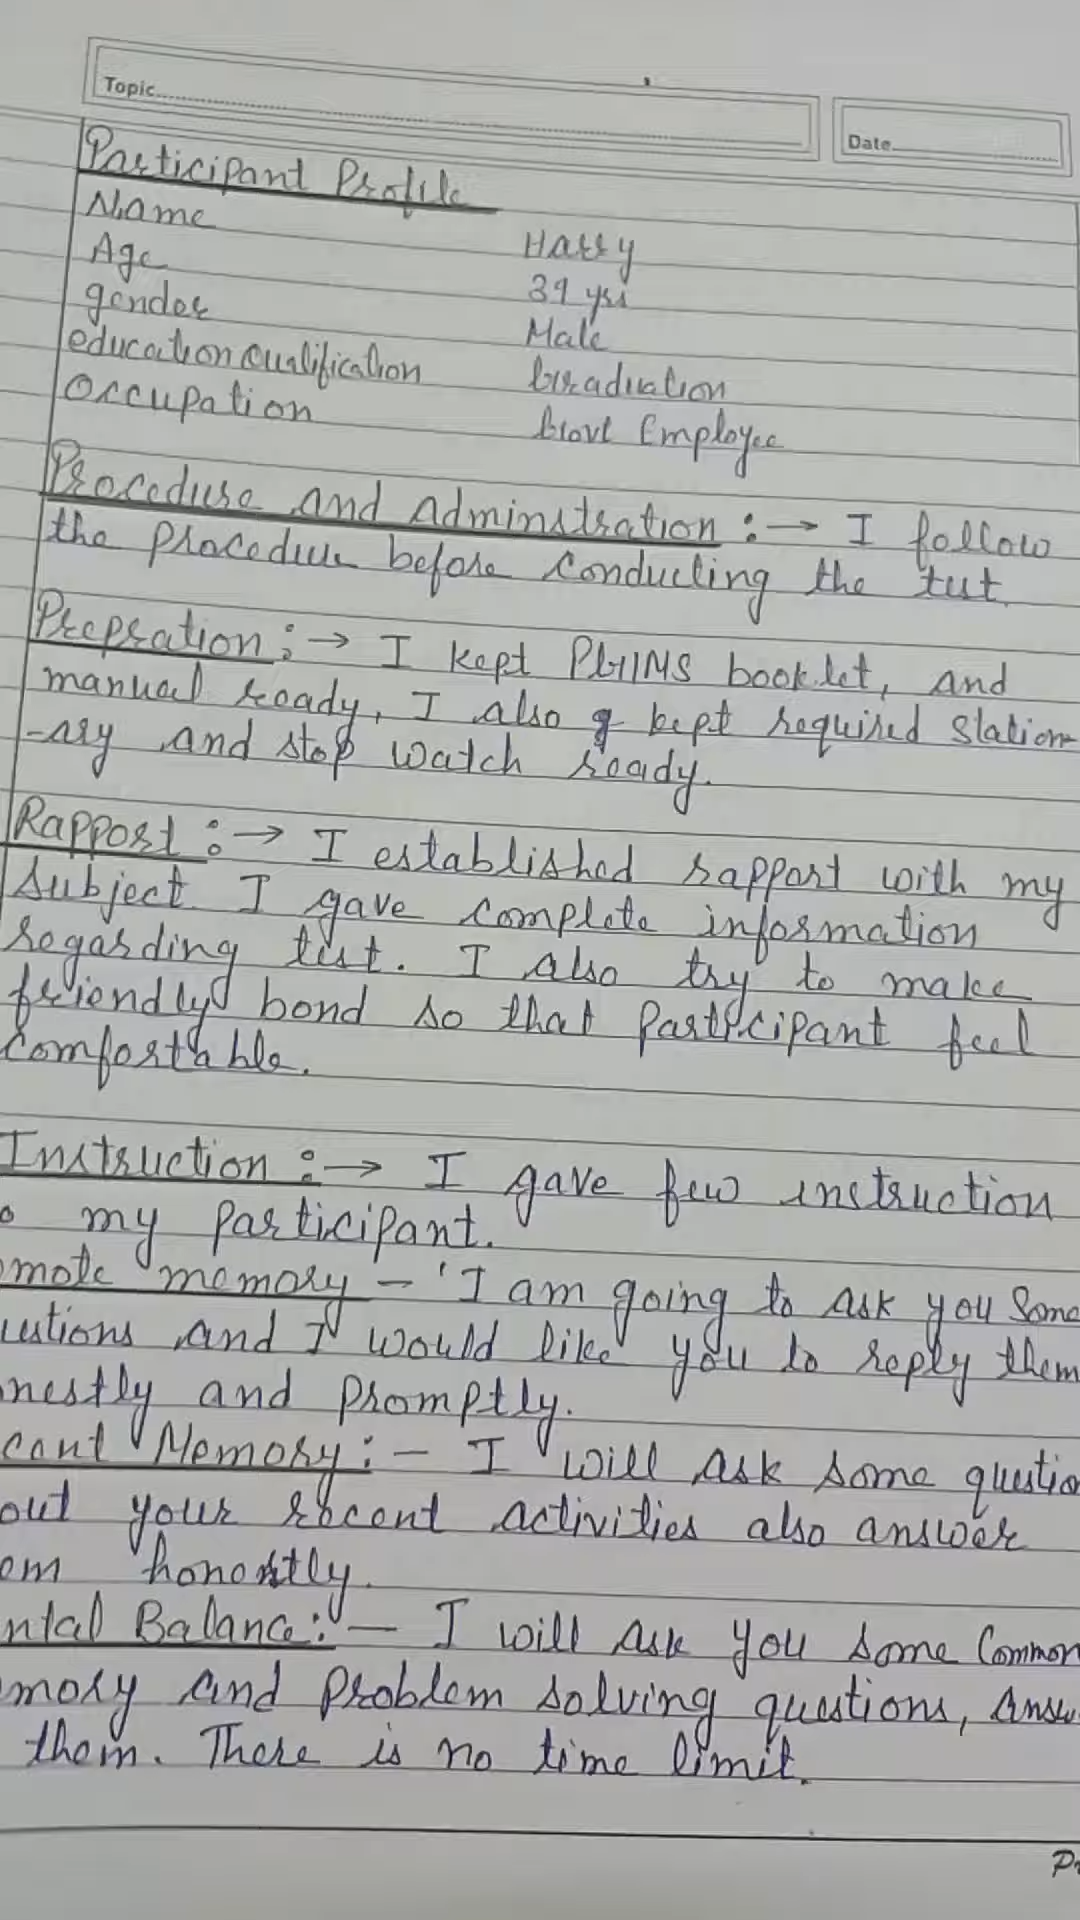 Topic
Date
Participant Profile
Name Harry
Age 39 yrs
gender Male
education Qualification Graduation
Occupation Govt Employee
Procedure and Adminstration :→ I follow
the procedure before conducting the test.
Prepration :→ I kept PGIIMS booklet, and
manual ready, I also kept required Station
-ary and stop watch ready.
Rapport :→ I established rapport with my
Subject. I gave complete information
regarding test. I also try to make
friendly bond so that participant feel
comfortable.
Instruction :→ I gave few instruction
o my participant.
mote memory – 'I am going to ask you Some
estions and I would like you to reply them
nestly and promptly.
cent Memory :– I will ask some questio
out your recent activities also answer
em honestly.
ntal Balance :– I will ask you some Common
mory and problem solving questions, answ
them. There is no time limit.